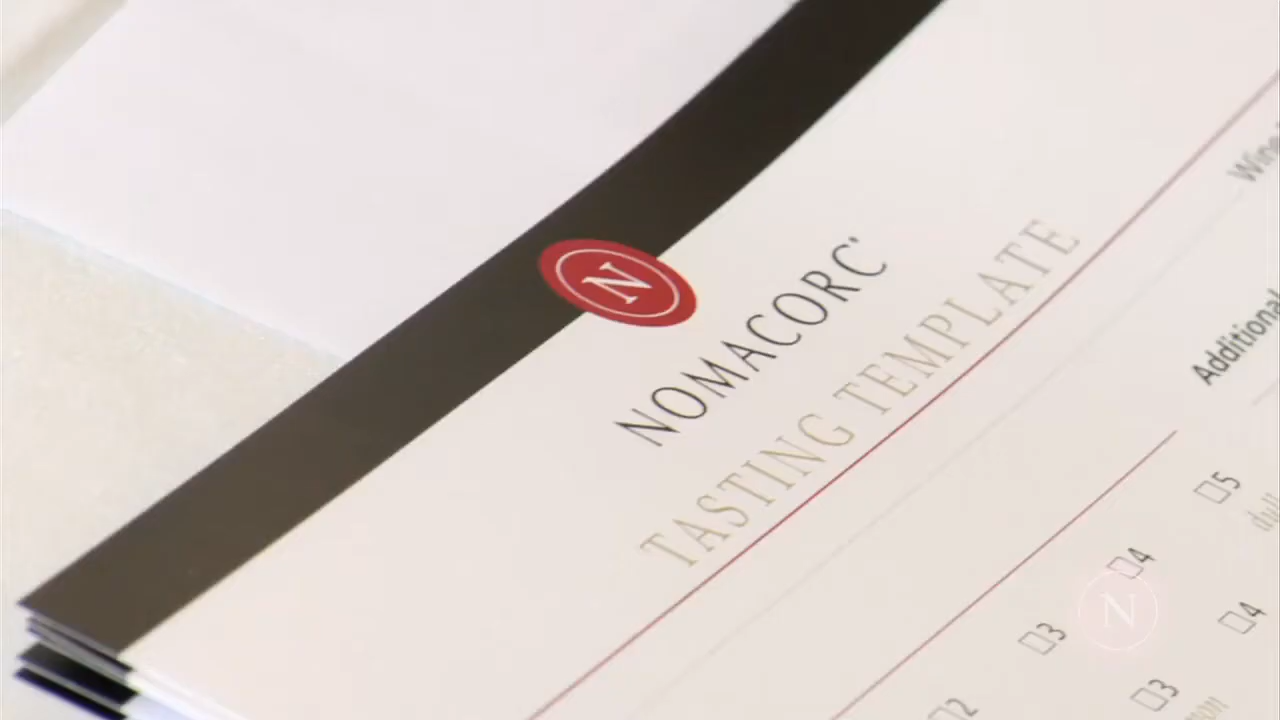 N
NOMACORC
TASTING TEMPLATE
Additional
□5
□4
□3
□2
□4
□3
N